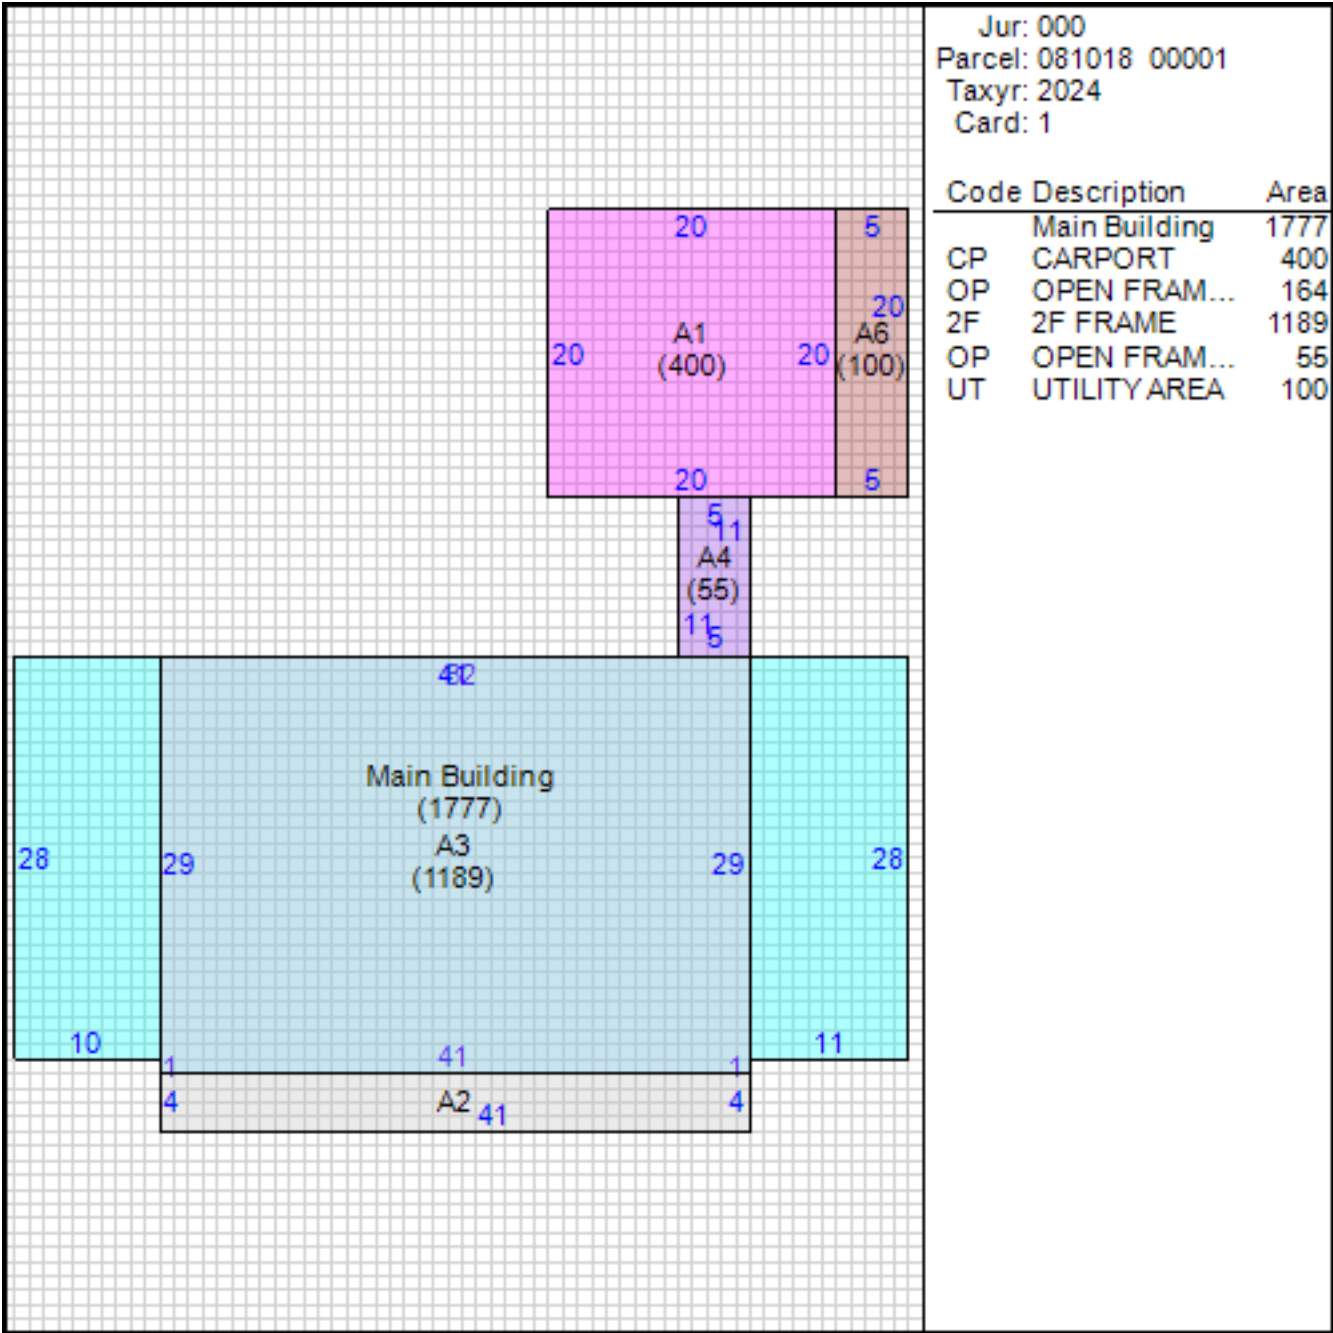 Jur: 000
Parcel: 081018 00001
Taxyr: 2024
Card: 1
Code Description Area
Main Building 1777
CP CARPORT 400
OP OPEN FRAM... 164
2F 2F FRAME 1189
OP OPEN FRAM... 55
UT UTILITY AREA 100
20 5
20
A1 A6
20 (400) 20 (100)
20 5
5
11
A4
(55)
11
5
Main Building
(1777)
A3
28 29 (1189) 29 28
10 41 11
1 1
4 A2 41 4